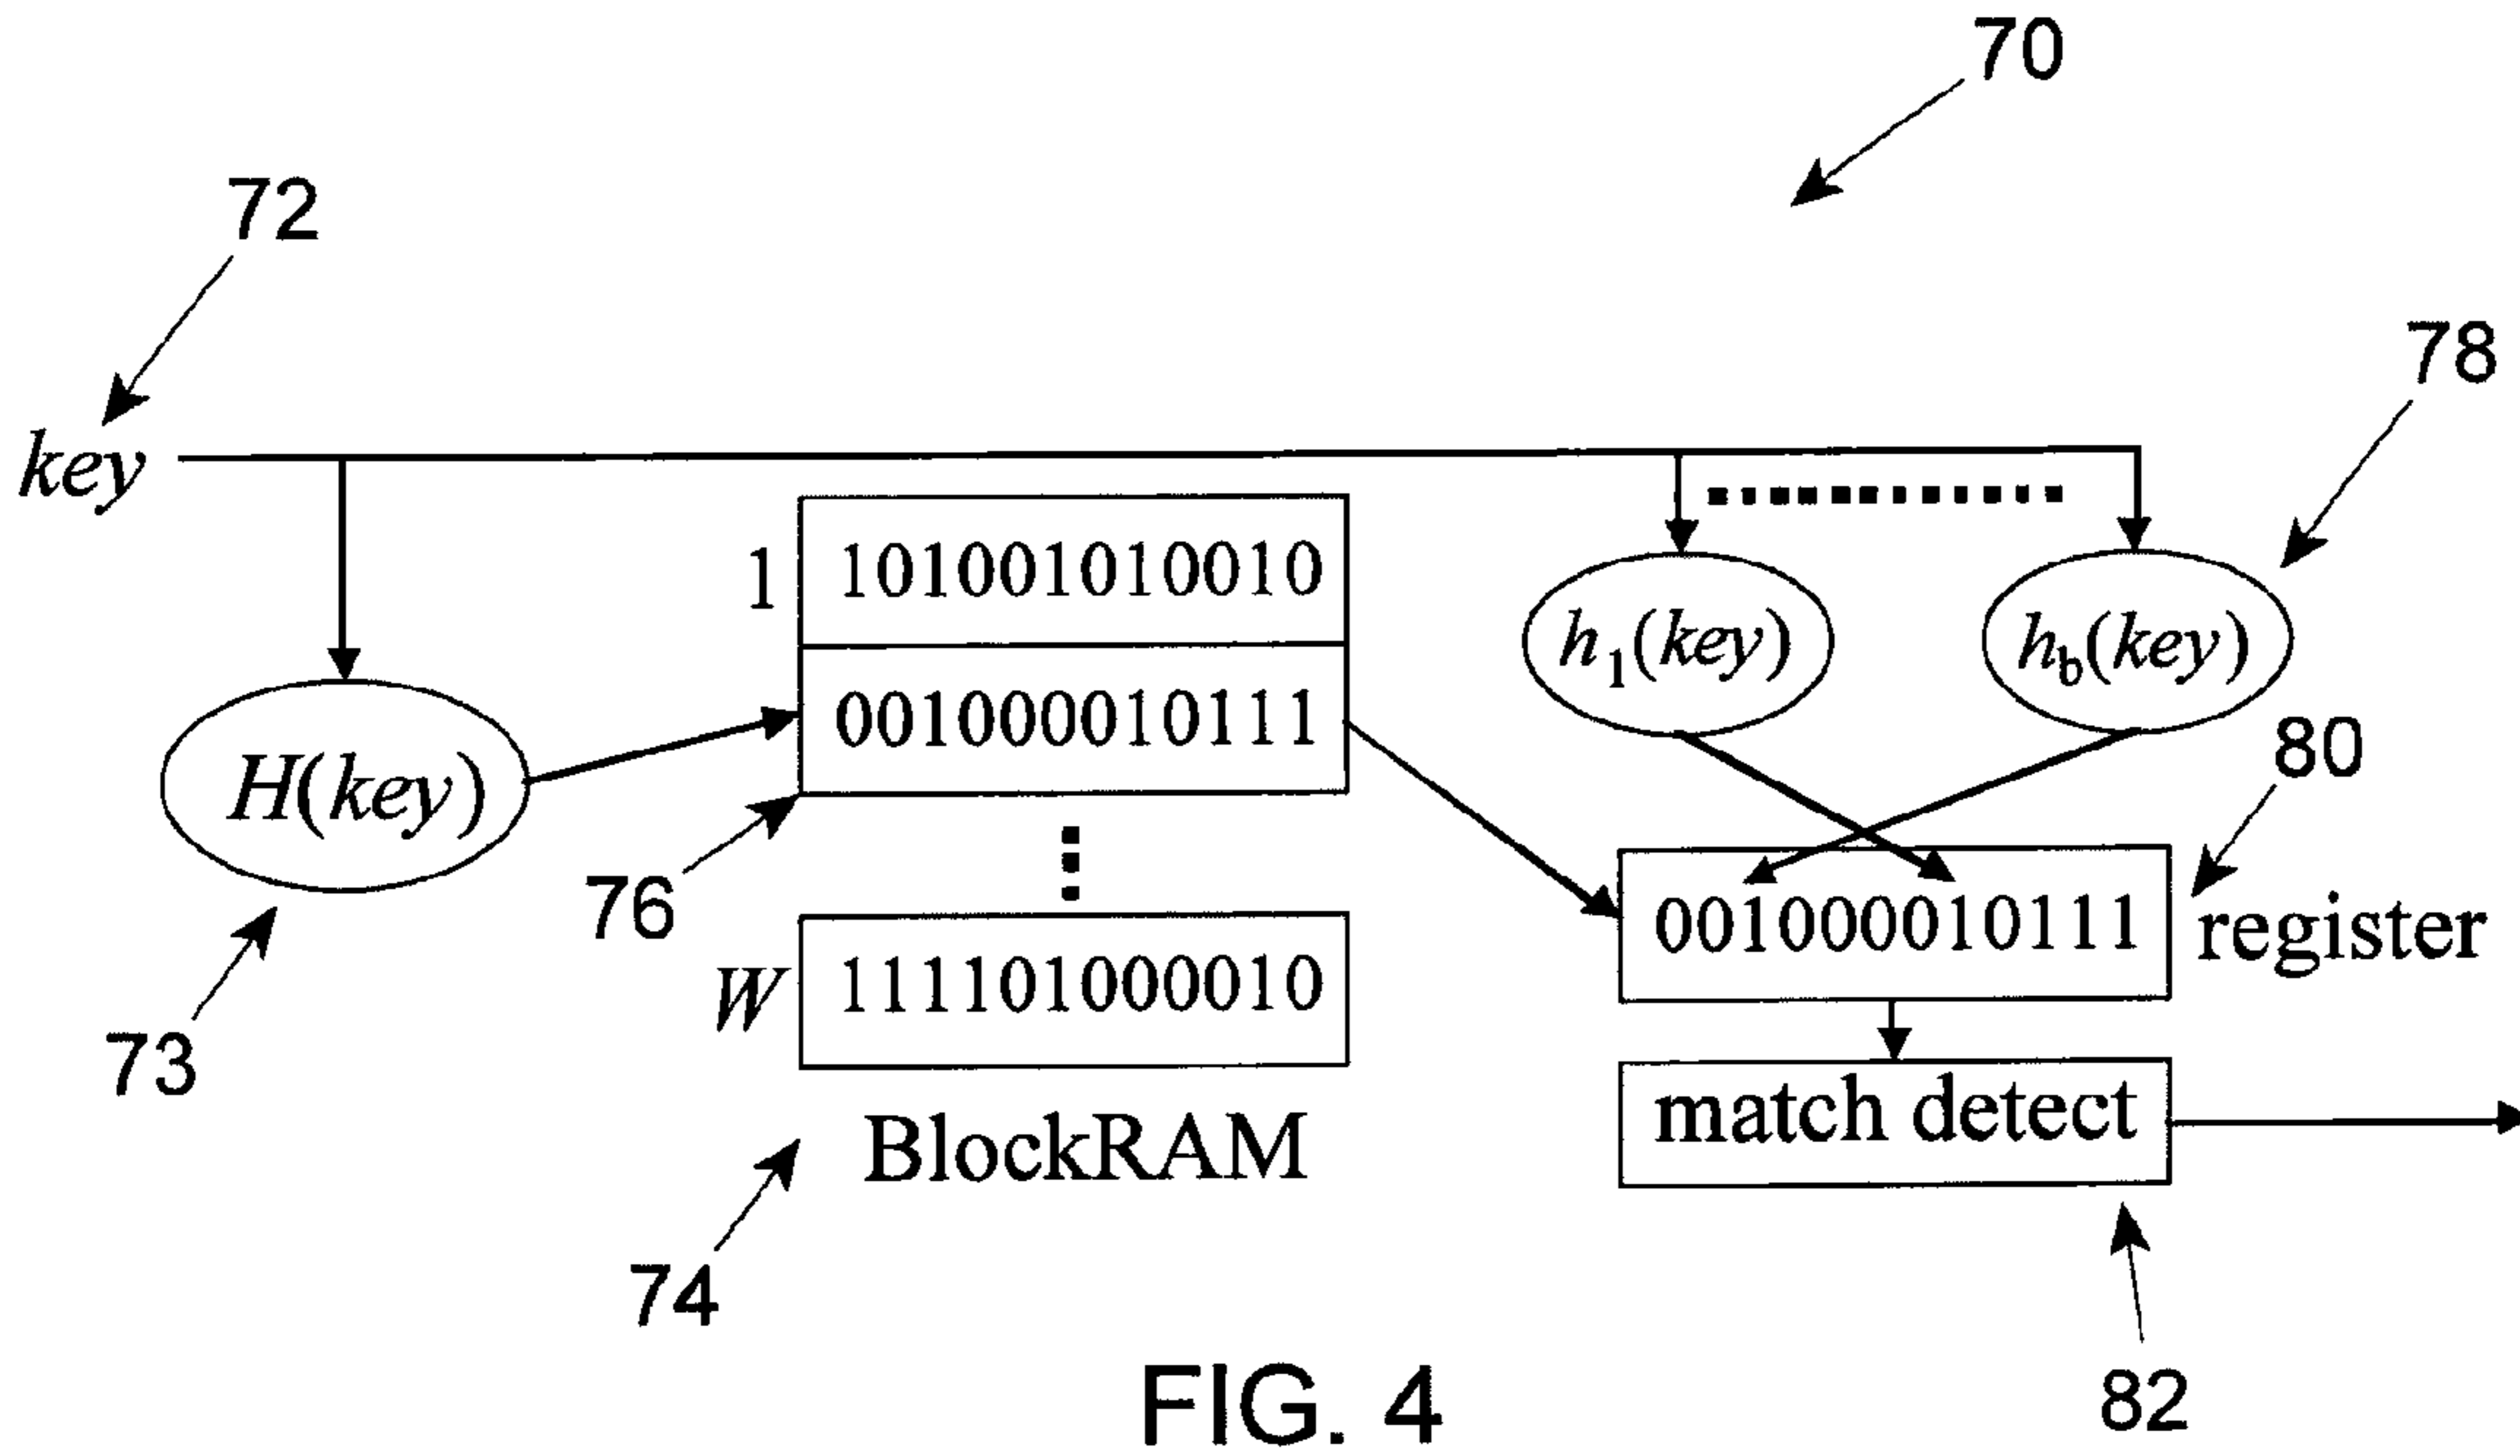 70
72
78
key
1 101001010010
h1(key) hb(key)
001000010111
H(key)
80
76
001000010111 register
W 111101000010
73
match detect
BlockRAM
74
82
FIG. 4